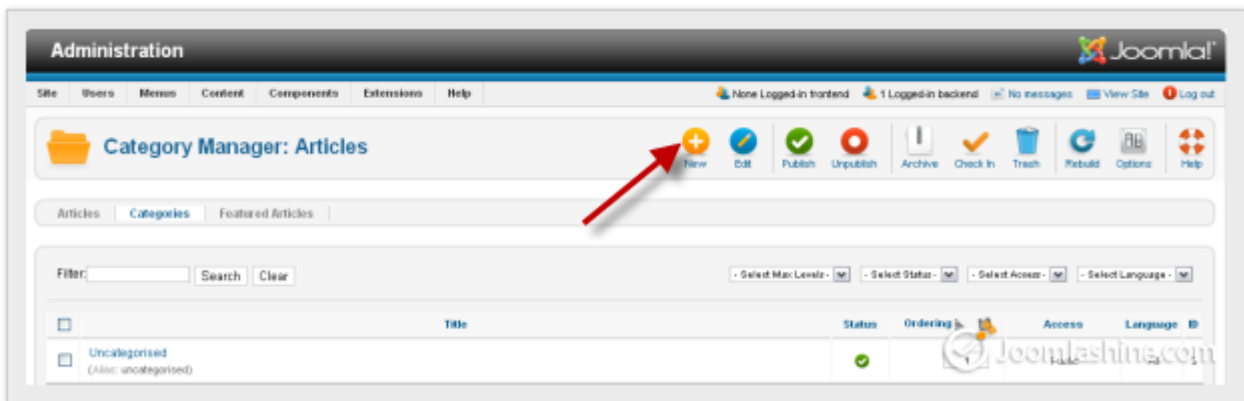 Administration Joomla!
Site Users Menus Content Components Extensions Help None Logged-in frontend 1 Logged-in backend No messages View Site Log out
Category Manager: Articles
New Edit Publish Unpublish Archive Check In Trash Rebuild Options Help
Articles Categories Featured Articles
Filter: Search Clear - Select Max Levels - - Select Status - - Select Access - - Select Language -
Title Status Ordering Access Language ID
Uncategorised
(Alias: uncategorised) 1
Joomlashine.com